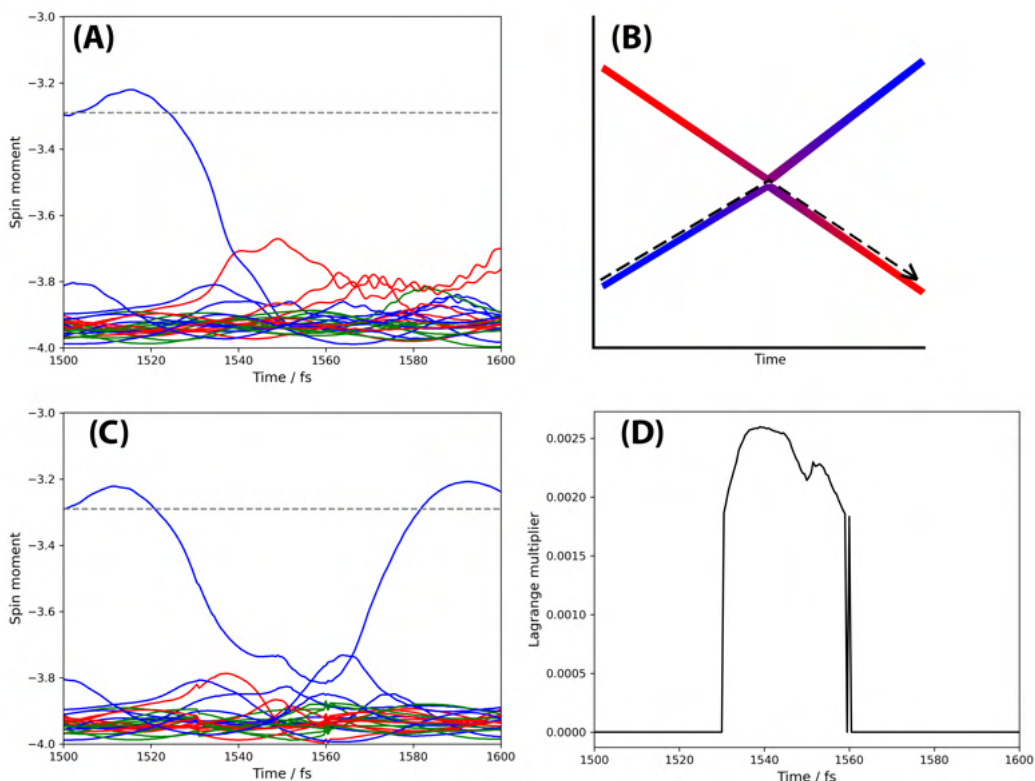 (A)
−3.0
−3.2
−3.4
−3.6
−3.8
−4.0
Spin moment
1500 1520 1540 1560 1580 1600
Time / fs
(B)
Time
(C)
−3.0
−3.2
−3.4
−3.6
−3.8
−4.0
Spin moment
1500 1520 1540 1560 1580 1600
Time / fs
(D)
0.0025
0.0020
0.0015
0.0010
0.0005
0.0000
Lagrange multiplier
1500 1520 1540 1560 1580 1600
Time / fs